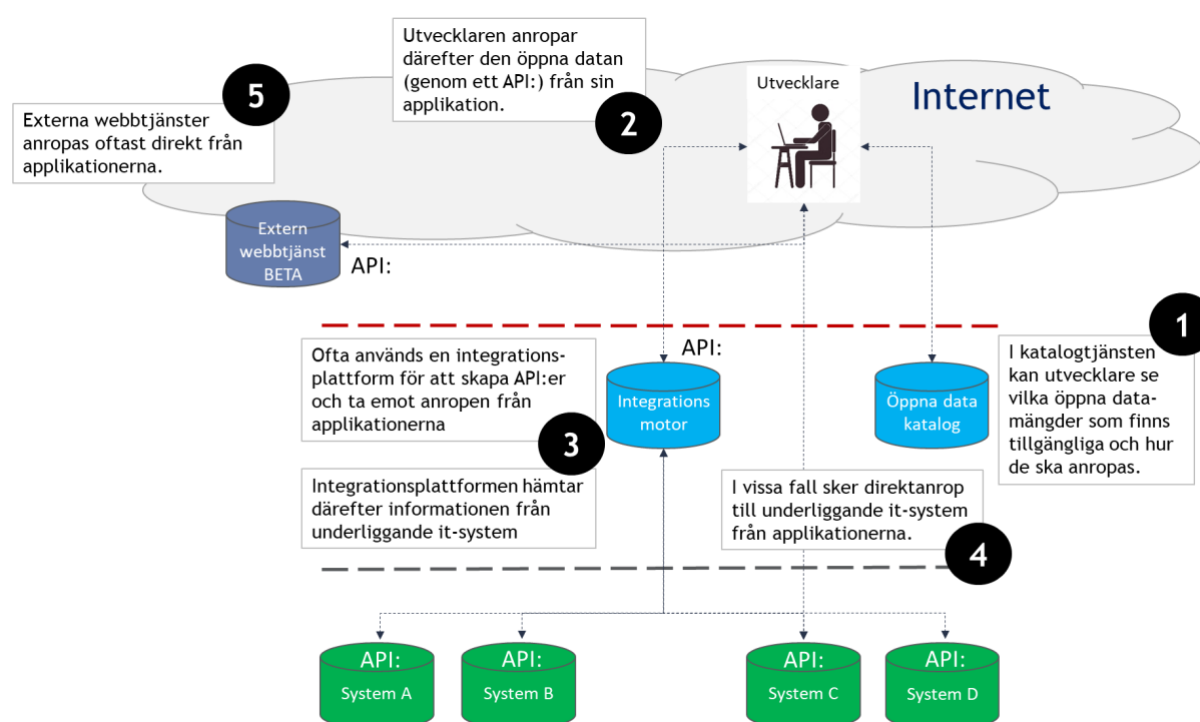 Utvecklaren anropar
därefter den öppna datan
(genom ett API:) från sin
applikation.
2
5
Externa webbtjänster
anropas oftast direkt från
applikationerna.
Utvecklare
Internet
Extern
webbtjänst
BETA
API:
1
I katalogtjänsten
kan utvecklare se
vilka öppna data-
mängder som finns
tillgängliga och hur
de ska anropas.
Ofta används en integrations-
plattform för att skapa API:er
och ta emot anropen från
applikationerna
3
API:
Integrations
motor
Öppna data
katalog
Integrationsplattformen hämtar
därefter informationen från
underliggande it-system
I vissa fall sker direktanrop
till underliggande it-system
från applikationerna.
4
API:
System A
API:
System B
API:
System C
API:
System D